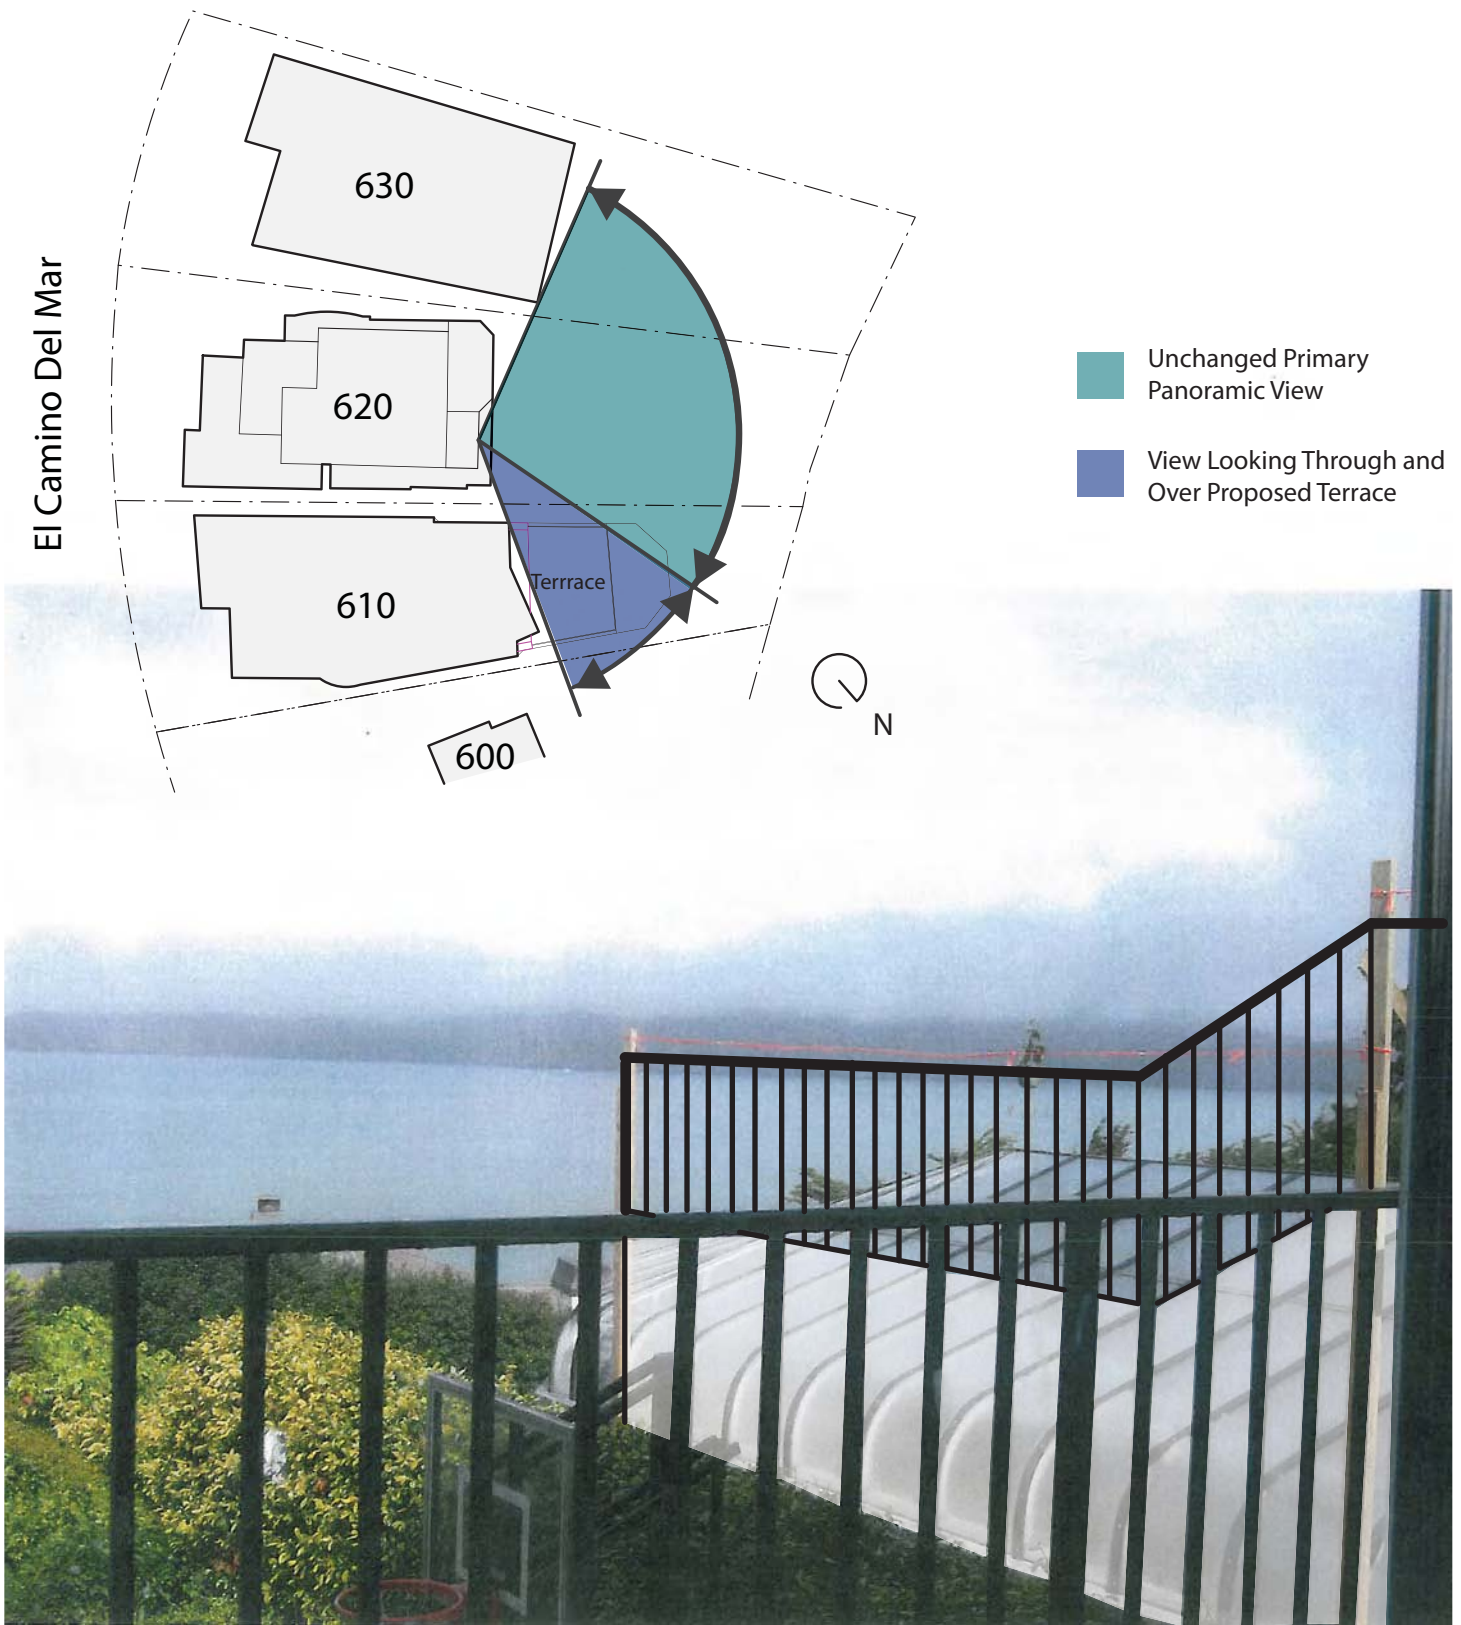 630
El Camino Del Mar
620
Unchanged Primary
Panoramic View
View Looking Through and
Over Proposed Terrace
Terrrace
610
N
600